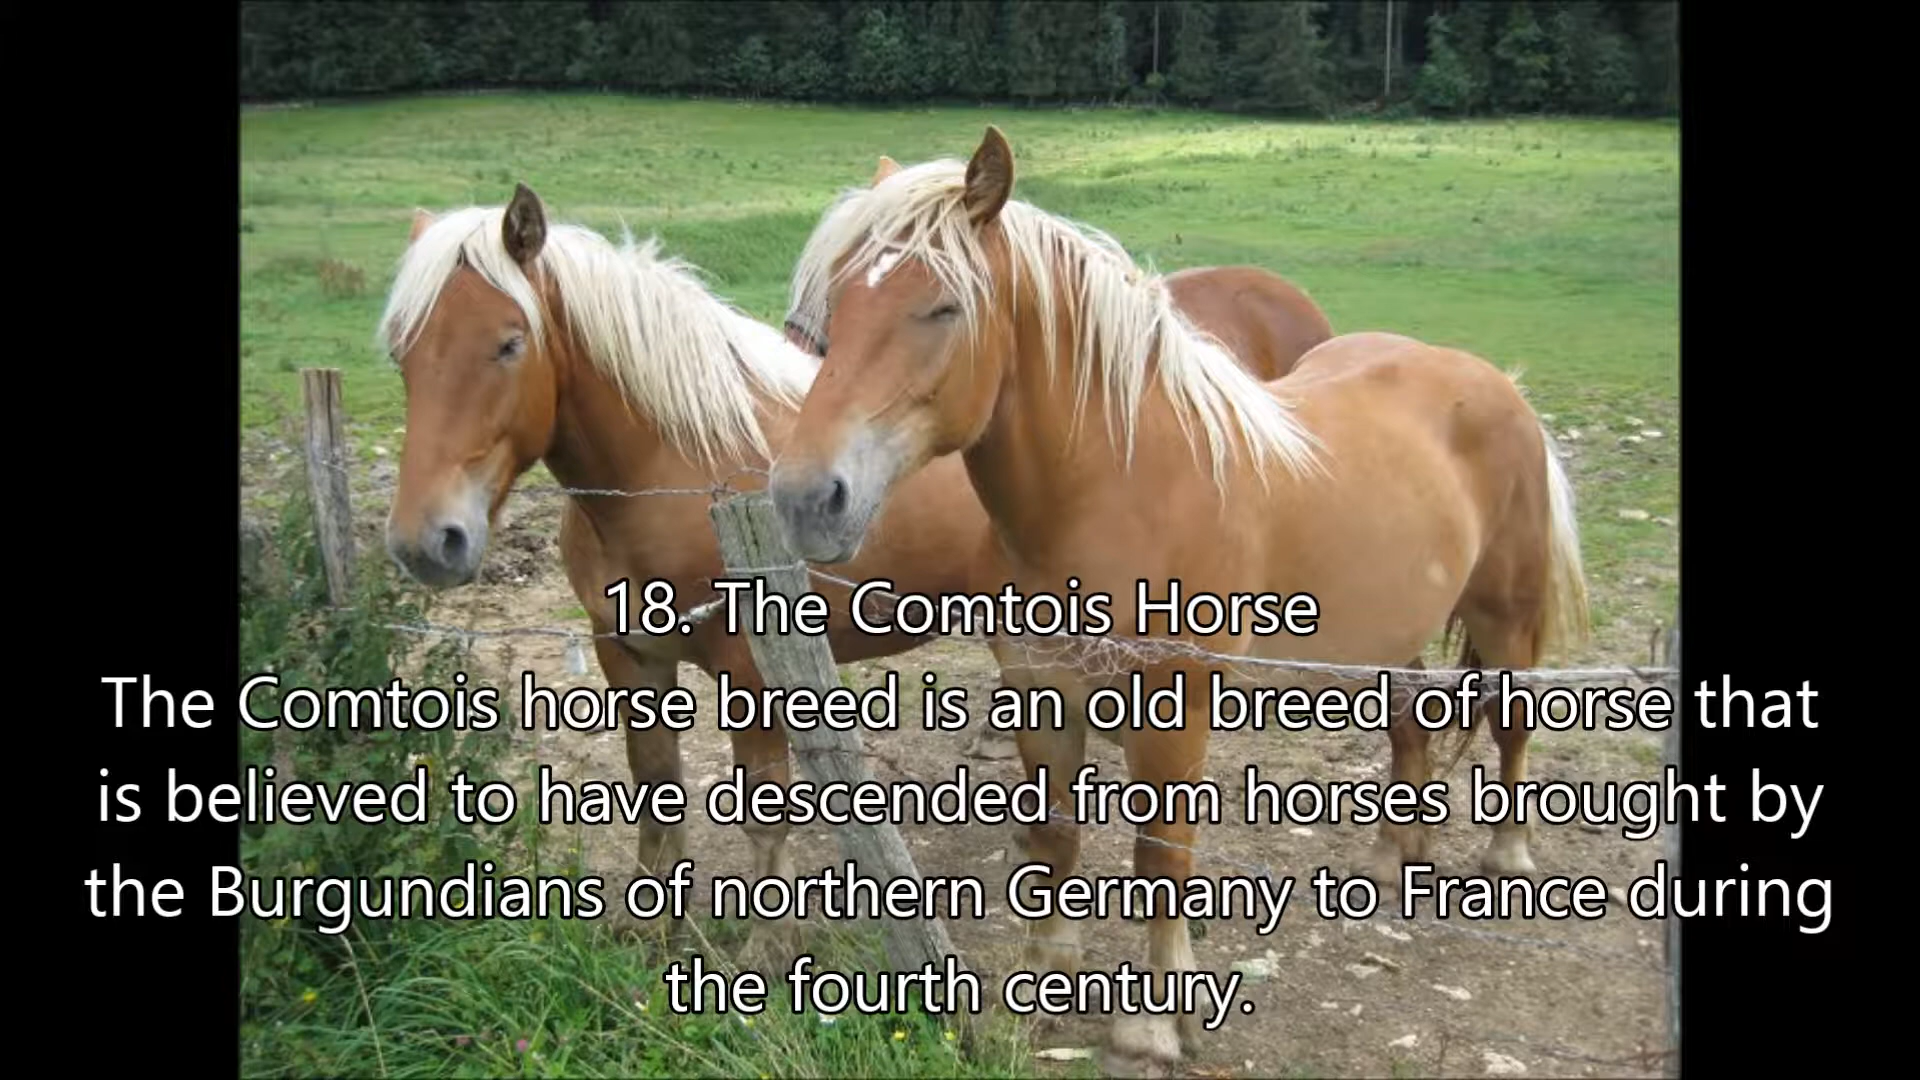 18. The Comtois Horse
The Comtois horse breed is an old breed of horse that
is believed to have descended from horses brought by
the Burgundians of northern Germany to France during
the fourth century.